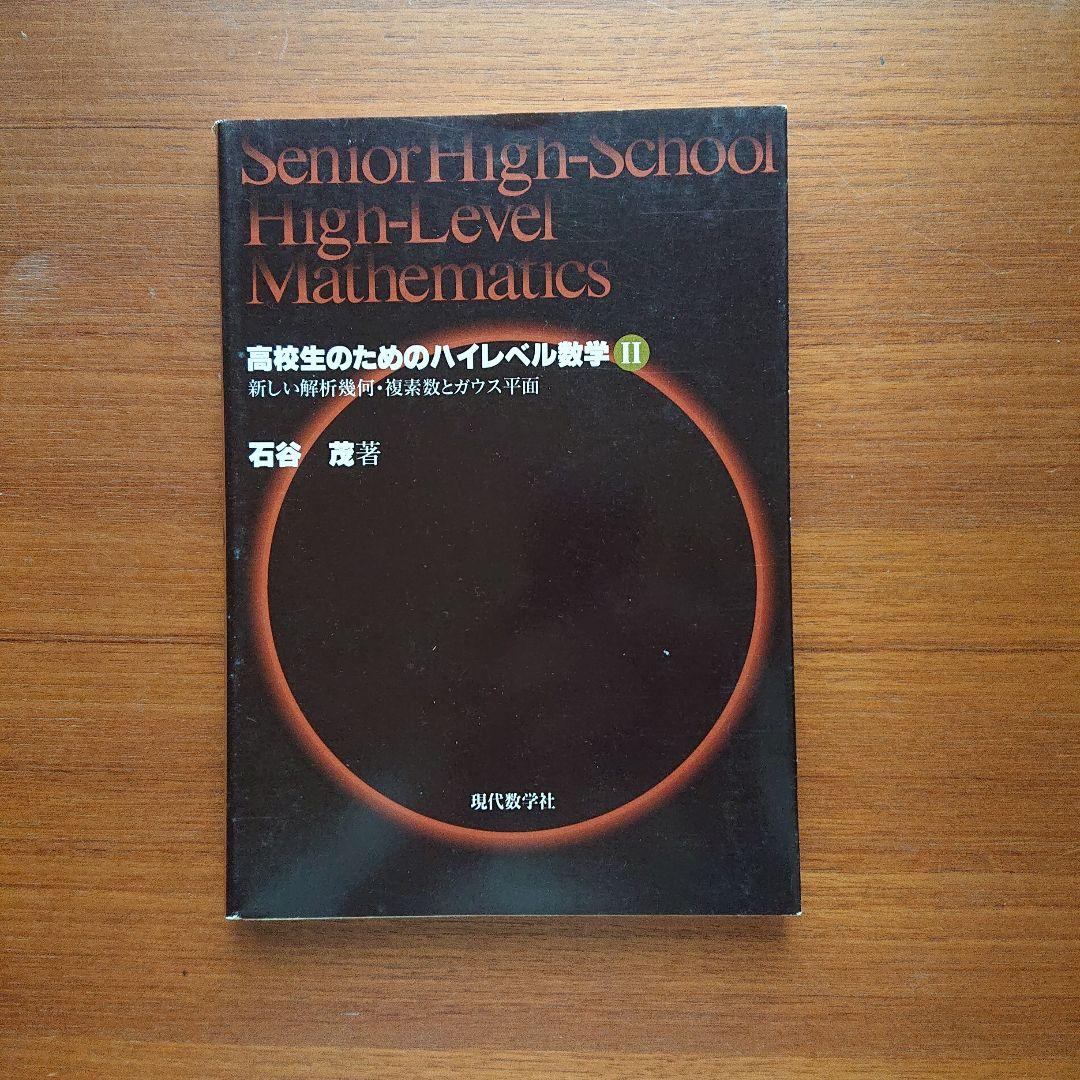 Senior High-School
High-Level
Mathematics
高校生のためのハイレベル数学 II
新しい解析幾何・複素数とガウス平面
石谷 茂著
現代数学社